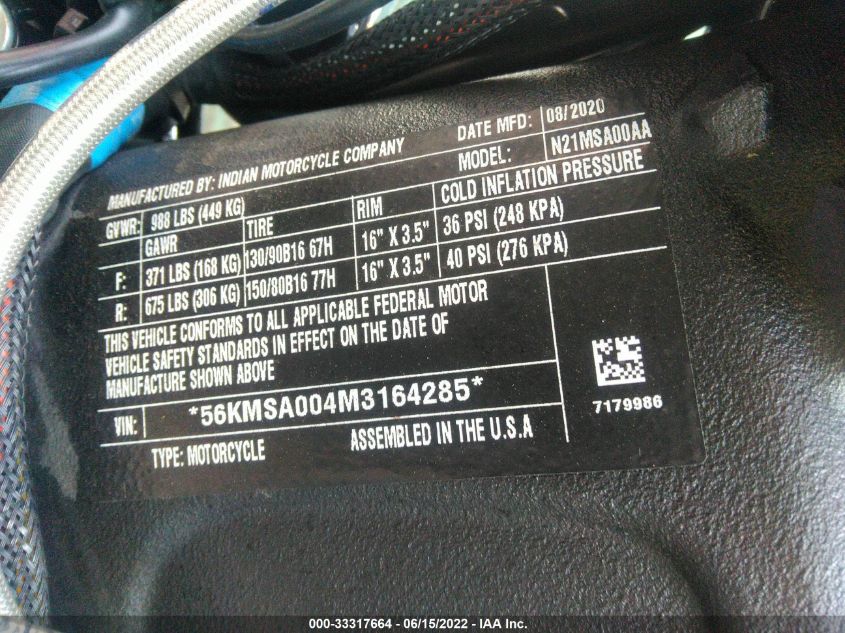 MANUFACTURED BY: INDIAN MOTORCYCLE COMPANY DATE MFD: 08/2020
MODEL: N21MSA00AA
GVWR: 988 LBS (449 KG)
GAWR TIRE RIM COLD INFLATION PRESSURE
F: 371 LBS (168 KG) 130/90B16 67H 16" X 3.5" 36 PSI (248 KPA)
R: 675 LBS (306 KG) 150/80B16 77H 16" X 3.5" 40 PSI (276 KPA)
THIS VEHICLE CONFORMS TO ALL APPLICABLE FEDERAL MOTOR
VEHICLE SAFETY STANDARDS IN EFFECT ON THE DATE OF
MANUFACTURE SHOWN ABOVE
VIN: *56KMSA004M3164285*
7179986
TYPE: MOTORCYCLE ASSEMBLED IN THE U.S.A
000-33317664 - 06/15/2022 - IAA Inc.